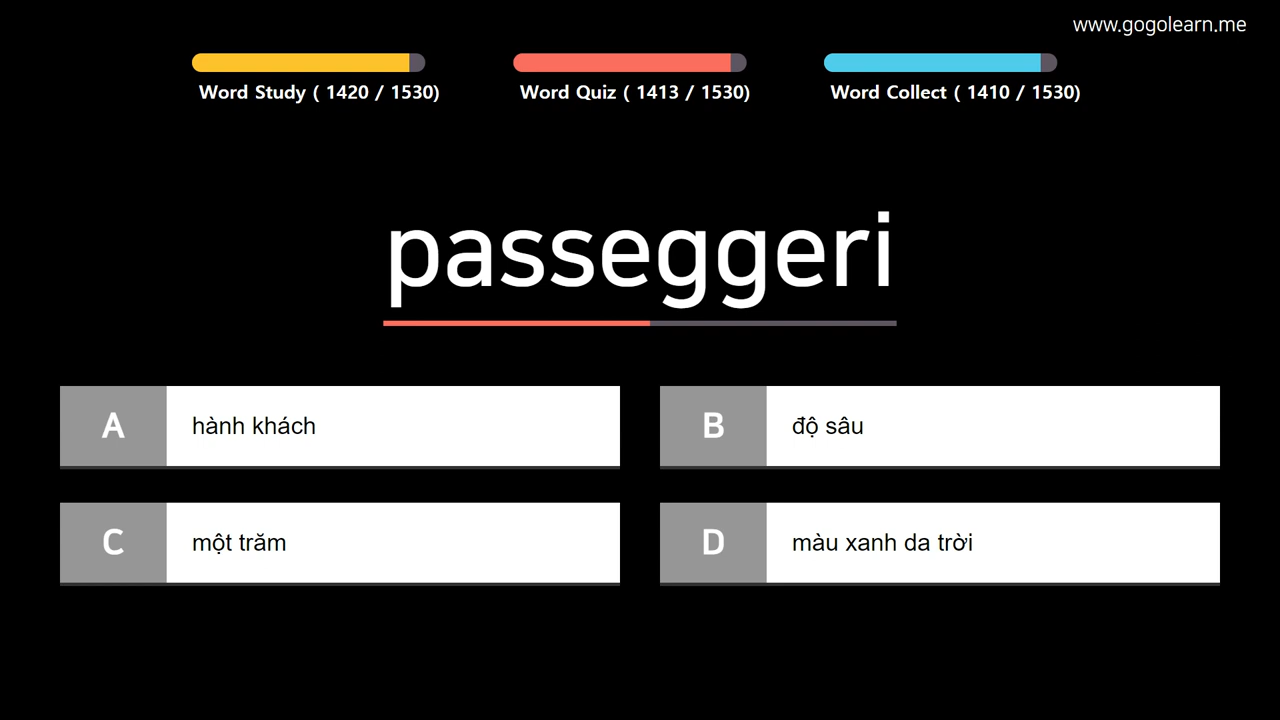 www.gogolearn.me
Word Study ( 1420 / 1530)
Word Quiz ( 1413 / 1530)
Word Collect ( 1410 / 1530)
passeggeri
A hành khách
B độ sâu
C một trăm
D màu xanh da trời